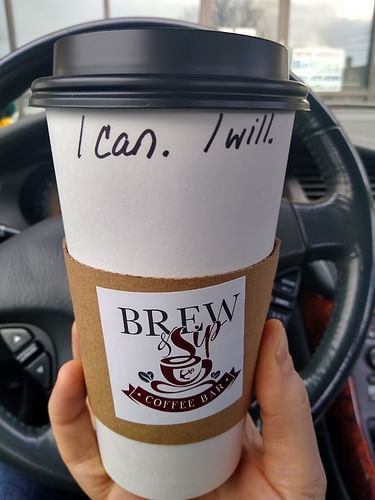 I can. I will.
BREW
& Sip
COFFEE BAR